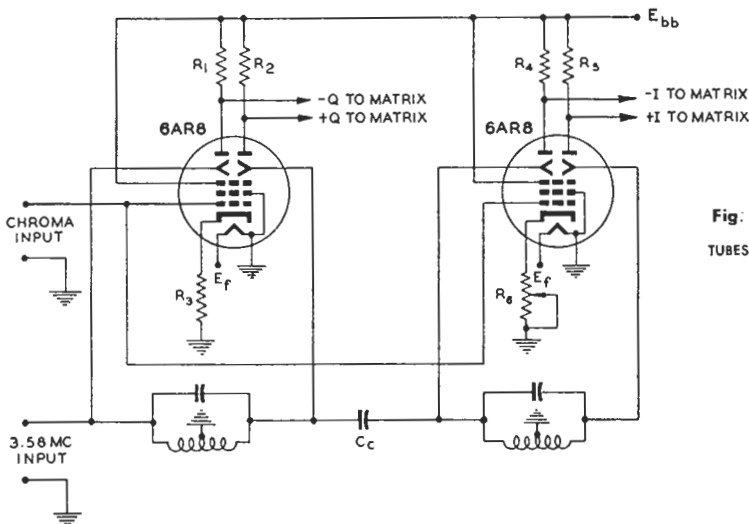 E bb
R1
R2
R4
R5
-Q TO MATRIX
+Q TO MATRIX
-I TO MATRIX
+I TO MATRIX
6AR8
6AR8
CHROMA
INPUT
Ef
Ef
R3
R6
Fig.
TUBES
3.58 MC
INPUT
Cc